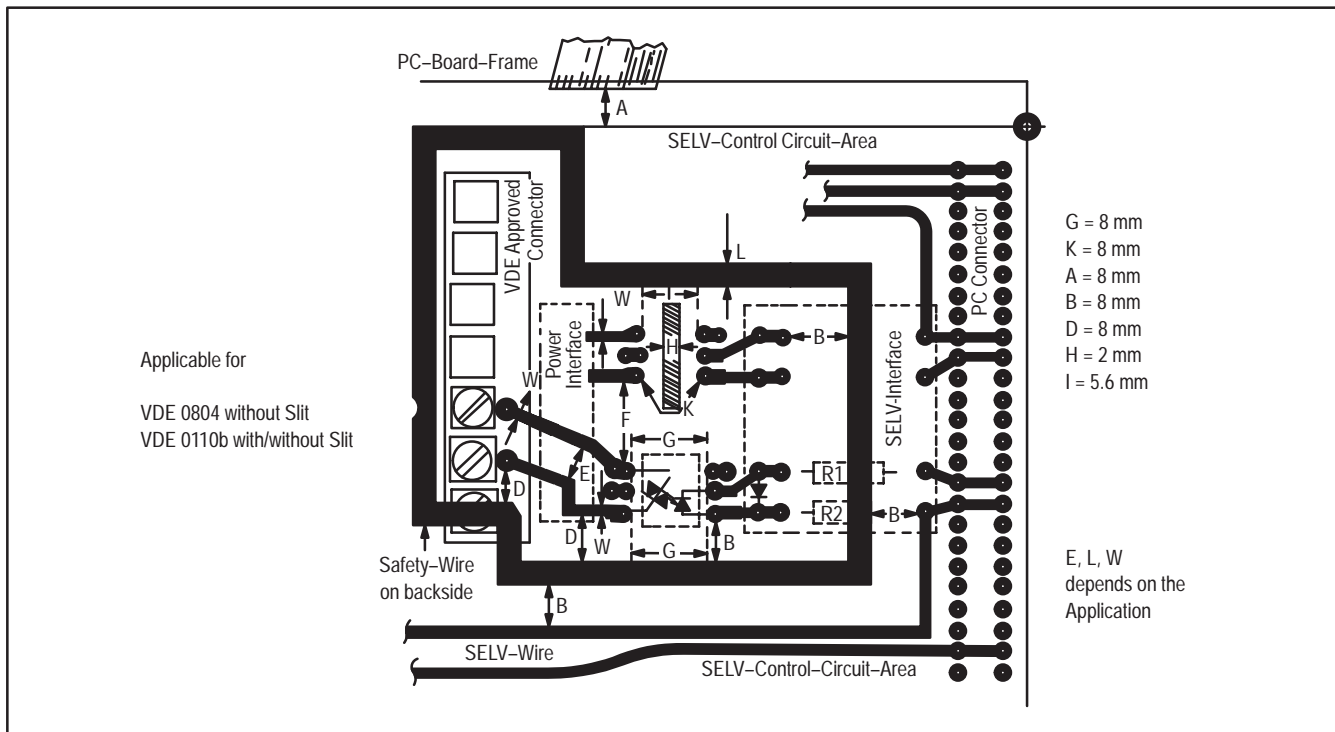 PC–Board–Frame
A
SELV–Control Circuit–Area
VDE Approved
Connector
L
W
PC Connector
G = 8 mm
K = 8 mm
A = 8 mm
B = 8 mm
D = 8 mm
H = 2 mm
I = 5.6 mm
Power
Interface
H
B
SELV-Interface
Applicable for
VDE 0804 without Slit
VDE 0110b with/without Slit
W
F
K
G
E
R1
D
R2
B
D
W
G
B
Safety–Wire
on backside
B
E, L, W
depends on the
Application
SELV–Wire
SELV–Control–Circuit–Area